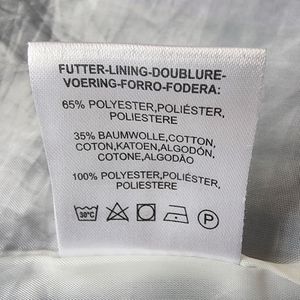 FUTTER-LINING-DOUBLURE-
VOERING-FORRO-FODERA:
65% POLYESTER,POLIÉSTER,
POLIESTERE
35% BAUMWOLLE,COTTON,
COTON,KATOEN,ALGODÓN,
COTONE,ALGODÃO
100% POLYESTER,POLIÉSTER,
POLIESTERE
30°C P